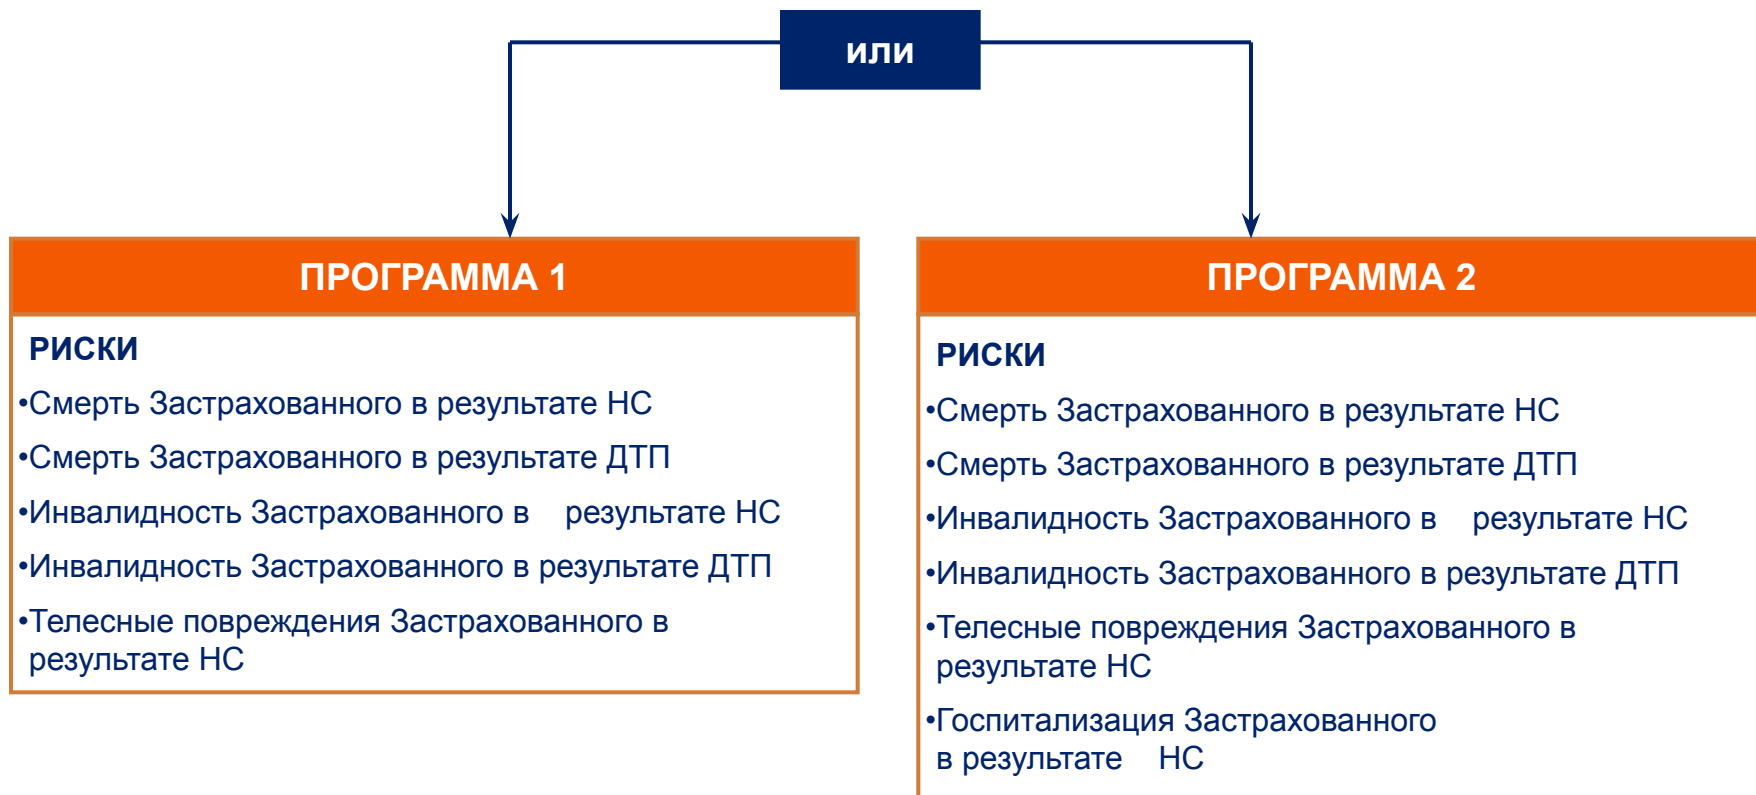 или
ПРОГРАММА 1
РИСКИ
•Смерть Застрахованного в результате НС
•Смерть Застрахованного в результате ДТП
•Инвалидность Застрахованного в результате НС
•Инвалидность Застрахованного в результате ДТП
•Телесные повреждения Застрахованного в
результате НС
ПРОГРАММА 2
РИСКИ
•Смерть Застрахованного в результате НС
•Смерть Застрахованного в результате ДТП
•Инвалидность Застрахованного в результате НС
•Инвалидность Застрахованного в результате ДТП
•Телесные повреждения Застрахованного в
результате НС
•Госпитализация Застрахованного
в результате НС